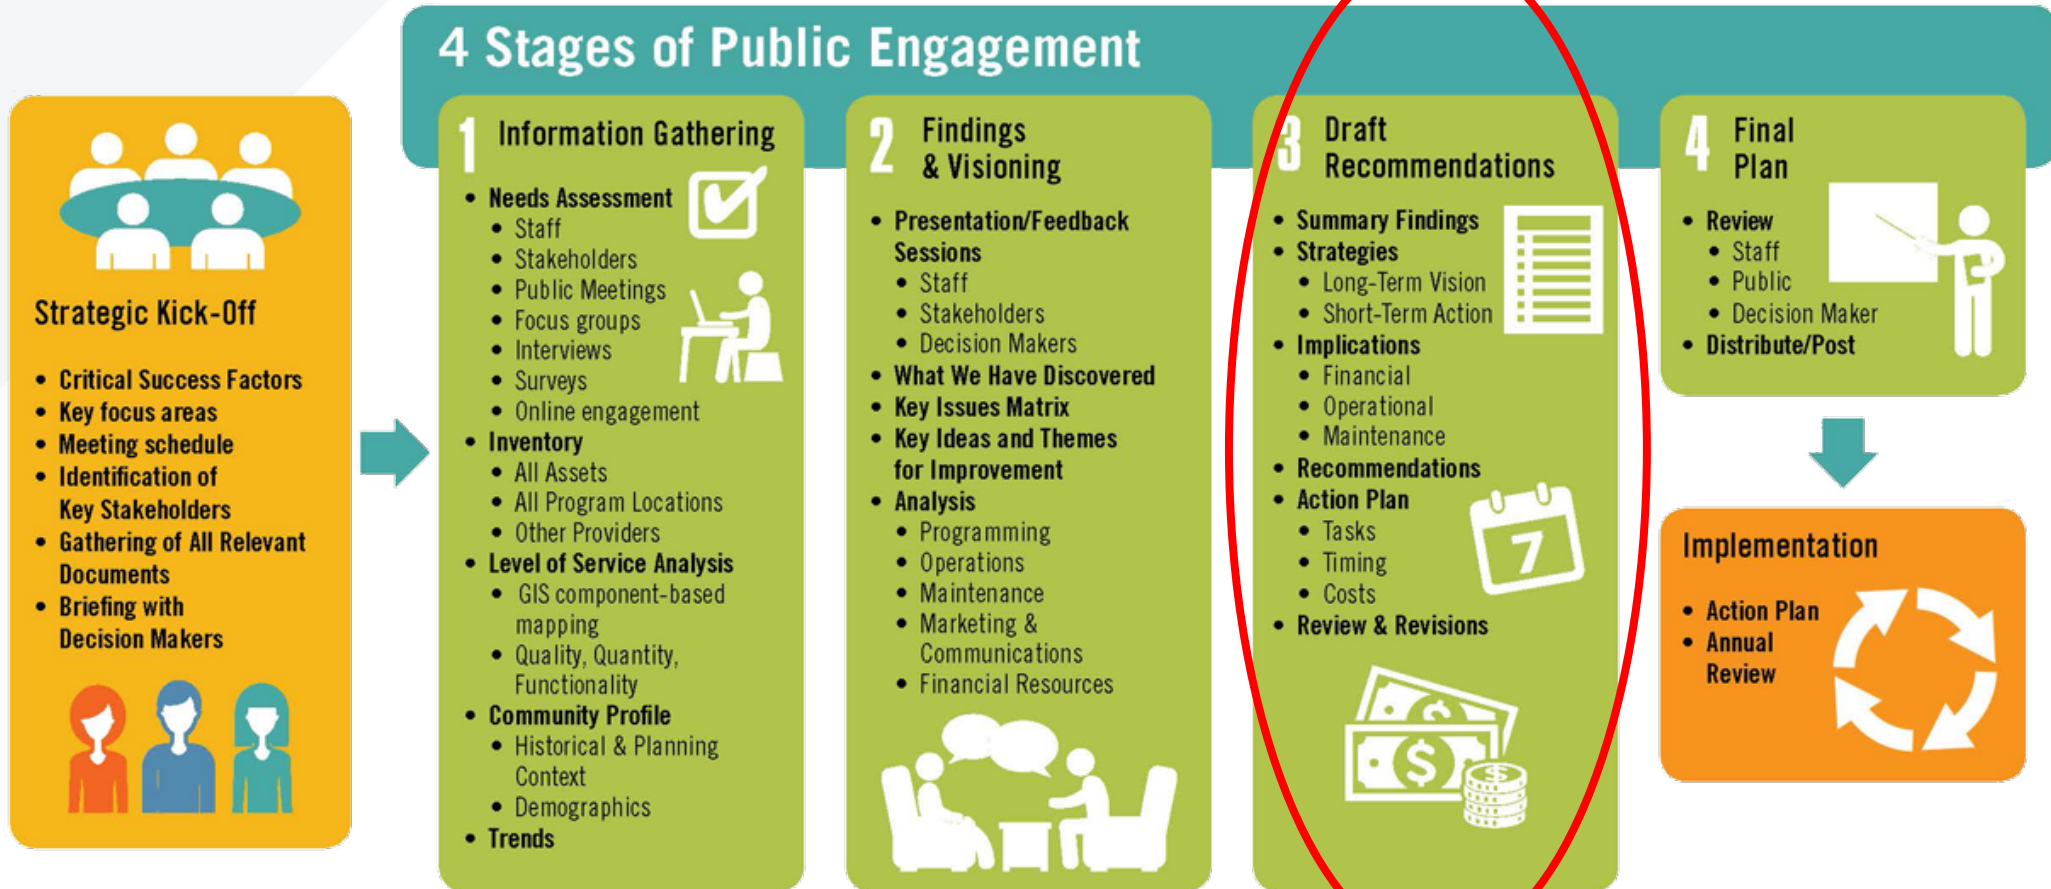 4 Stages of Public Engagement
Strategic Kick-Off
• Critical Success Factors
• Key focus areas
• Meeting schedule
• Identification of
Key Stakeholders
• Gathering of All Relevant
Documents
• Briefing with
Decision Makers
1 Information Gathering
• Needs Assessment
• Staff
• Stakeholders
• Public Meetings
• Focus groups
• Interviews
• Surveys
• Online engagement
• Inventory
• All Assets
• All Program Locations
• Other Providers
• Level of Service Analysis
• GIS component-based
mapping
• Quality, Quantity,
Functionality
• Community Profile
• Historical & Planning
Context
• Demographics
• Trends
2 Findings
& Visioning
• Presentation/Feedback
Sessions
• Staff
• Stakeholders
• Decision Makers
• What We Have Discovered
• Key Issues Matrix
• Key Ideas and Themes
for Improvement
• Analysis
• Programming
• Operations
• Maintenance
• Marketing &
Communications
• Financial Resources
3 Draft
Recommendations
• Summary Findings
• Strategies
• Long-Term Vision
• Short-Term Action
• Implications
• Financial
• Operational
• Maintenance
• Recommendations
• Action Plan
• Tasks
• Timing
• Costs
• Review & Revisions
7
$
$
4 Final
Plan
• Review
• Staff
• Public
• Decision Maker
• Distribute/Post
Implementation
• Action Plan
• Annual
Review